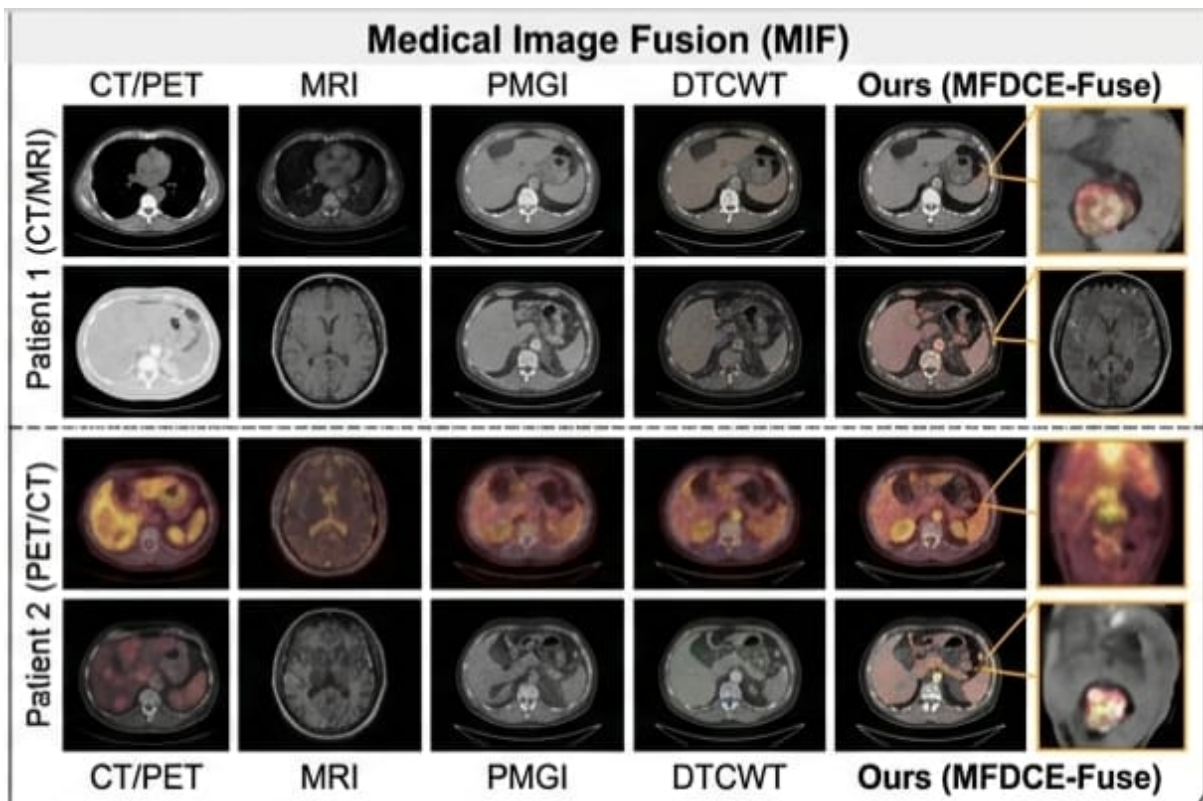 Medical Image Fusion (MIF)
CT/PET MRI PMGI DTCWT Ours (MFDCE-Fuse)
Patient 1 (CT/MRI)
Patient 2 (PET/CT)
CT/PET MRI PMGI DTCWT Ours (MFDCE-Fuse)